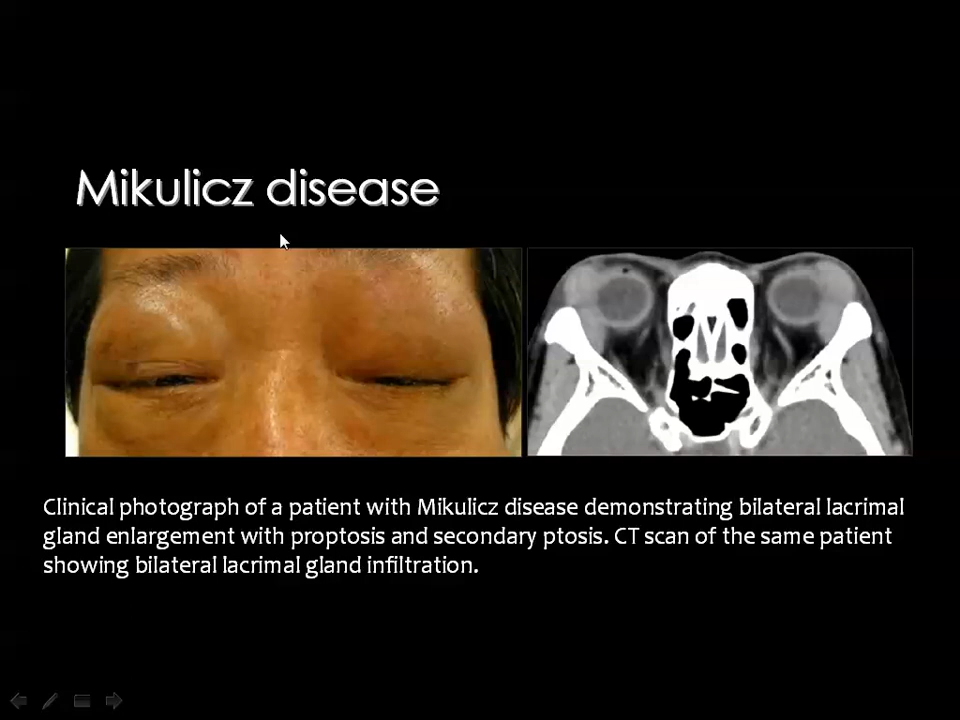 Mikulicz disease
Clinical photograph of a patient with Mikulicz disease demonstrating bilateral lacrimal
gland enlargement with proptosis and secondary ptosis. CT scan of the same patient
showing bilateral lacrimal gland infiltration.